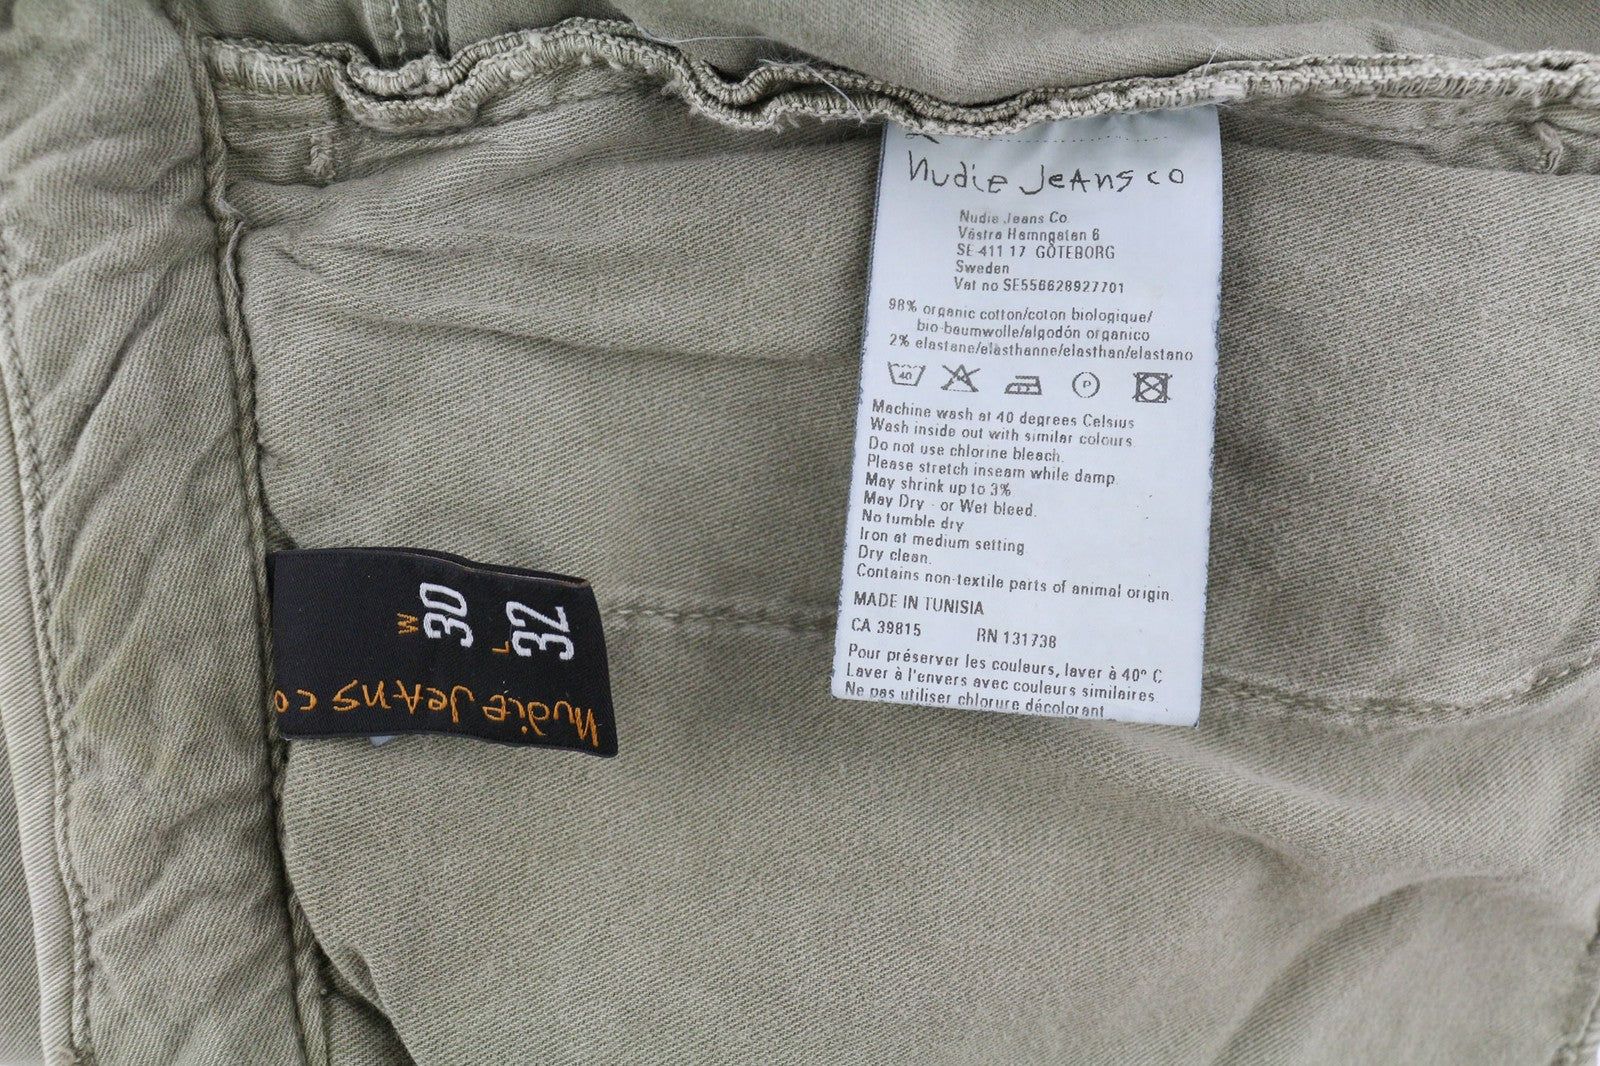 nudie Jeans co
Nudie Jeans Co
Västra Hamngatan 6
SE-411 17 GÖTEBORG
Sweden
Vat no SE556628927701
98% organic cotton/coton biologique/
bio-baumwolle/algodón organico
2% elastane/elasthanne/elasthan/elastano
40
P
Machine wash at 40 degrees Celsius
Wash inside out with similar colours
Do not use chlorine bleach.
Please stretch inseam while damp
May shrink up to 3%
May Dry - or Wet bleed.
No tumble dry
Iron at medium setting
Dry clean.
Contains non-textile parts of animal origin.
MADE IN TUNISIA
CA 39815 RN 131738
Pour préserver les couleurs, laver à 40° C
Laver à l'envers avec couleurs similaires
Ne pas utiliser chlorure décolorant
W 30
L 32
nudie Jeans co